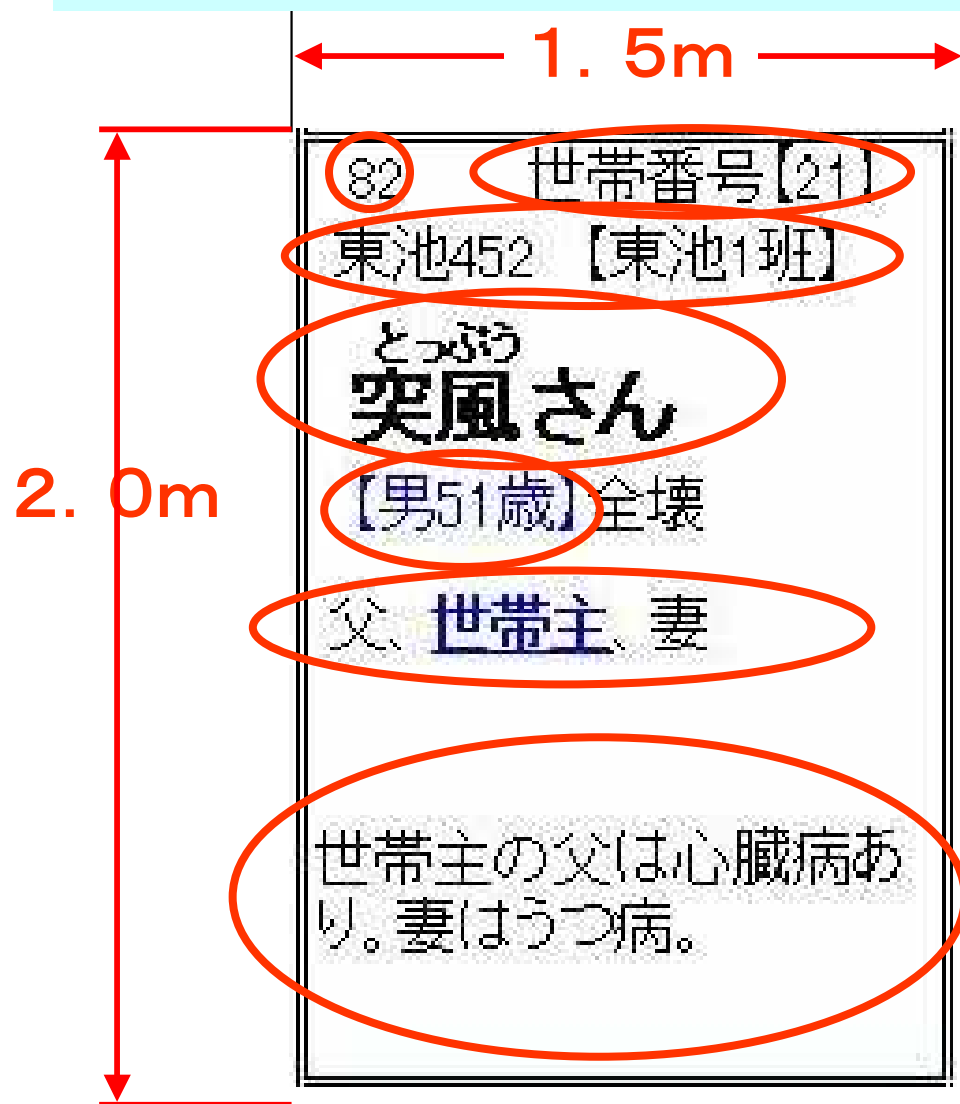 1．5m
2．0m
82 世帯番号【21】
東池452 【東池1班】
とっぷう
突風さん
【男51歳】全壊
父、世帯主、妻
世帯主の父は心臓病あ
り。妻はうつ病。